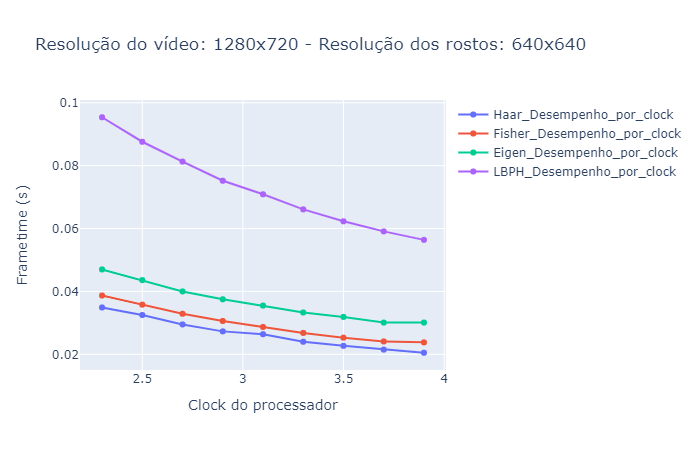 Resolução do vídeo: 1280x720 - Resolução dos rostos: 640x640
0.1
0.08
0.06
0.04
0.02
Frametime (s)
2.5
3
3.5
4
Clock do processador
Haar_Desempenho_por_clock
Fisher_Desempenho_por_clock
Eigen_Desempenho_por_clock
LBPH_Desempenho_por_clock